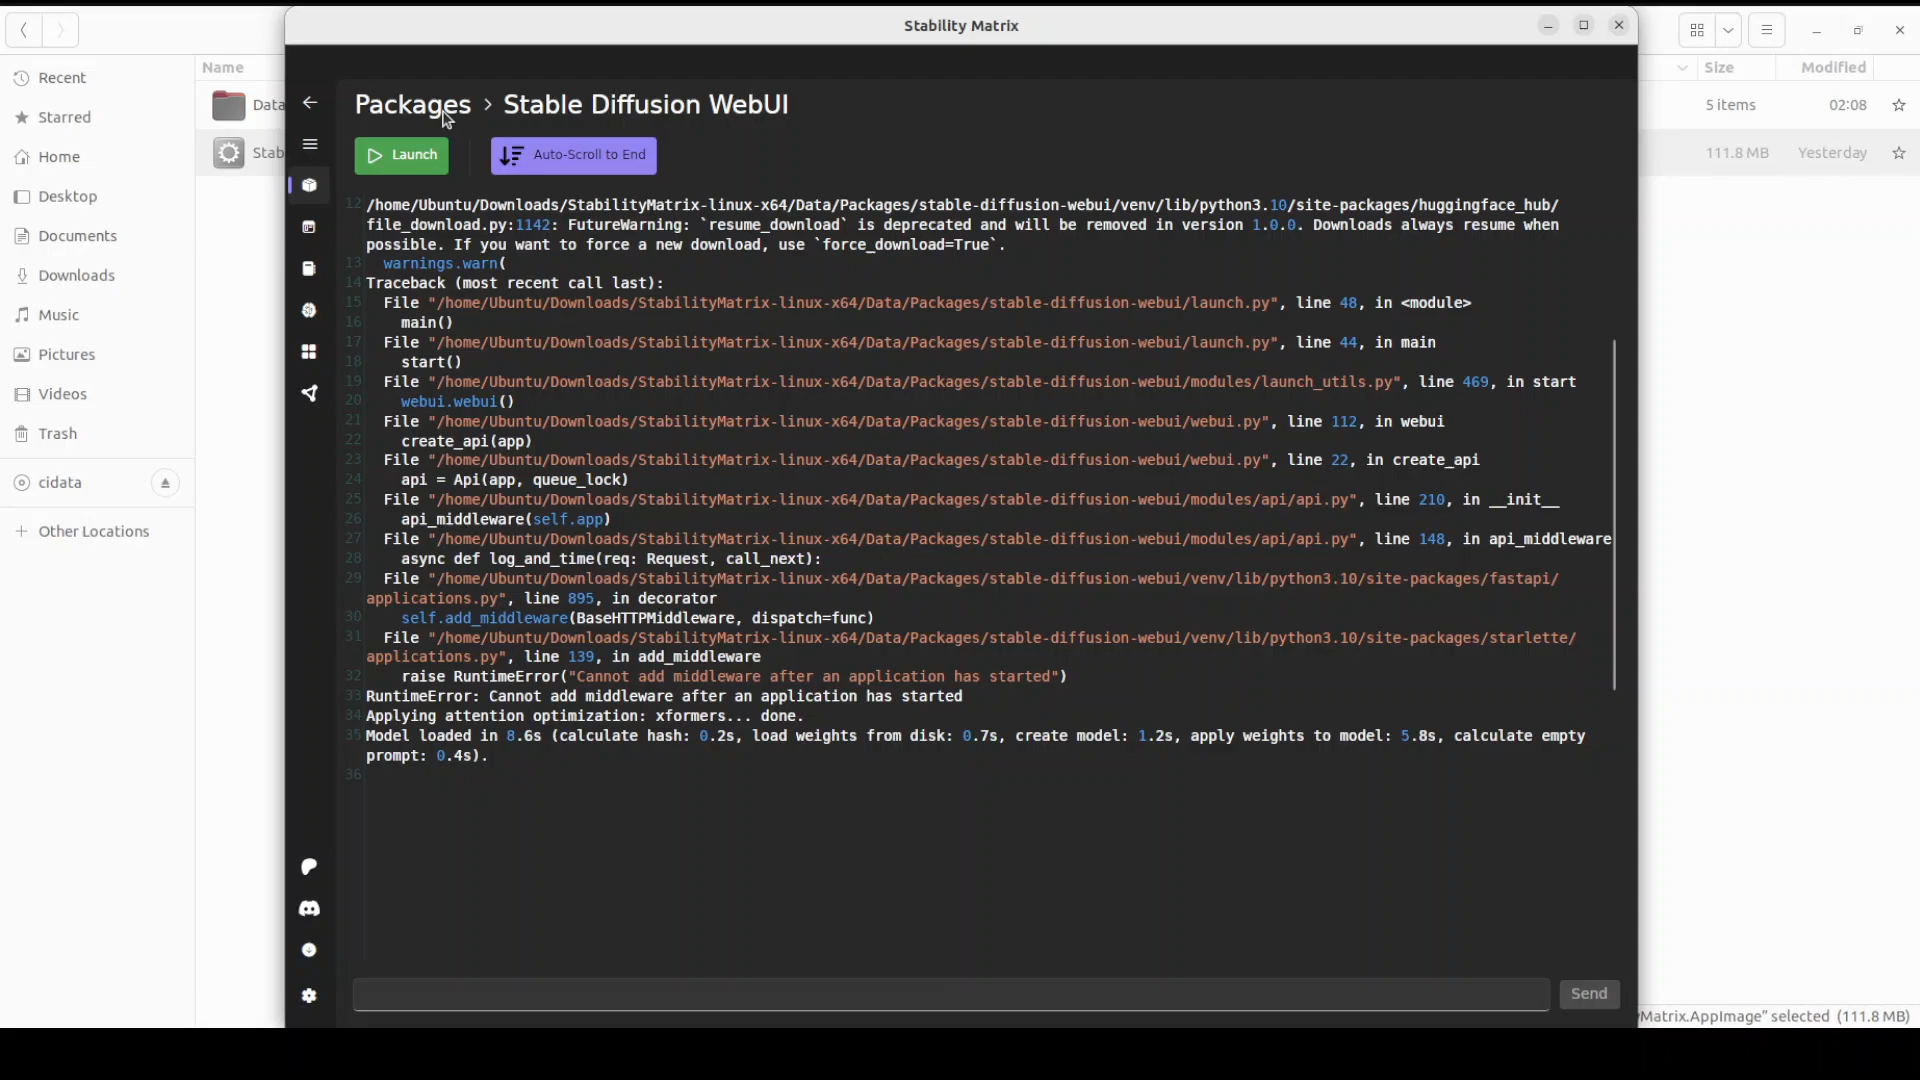 Stability Matrix
Name
Size
Modified
Recent
Starred
Home
Desktop
Documents
Downloads
Music
Pictures
Videos
Trash
cidata
Other Locations
Data
Stab
5 items
02:08
111.8 MB
Yesterday
Packages > Stable Diffusion WebUI
Launch
Auto-Scroll to End
12 /home/Ubuntu/Downloads/StabilityMatrix-linux-x64/Data/Packages/stable-diffusion-webui/venv/lib/python3.10/site-packages/huggingface_hub/
file_download.py:1142: FutureWarning: `resume_download` is deprecated and will be removed in version 1.0.0. Downloads always resume when
possible. If you want to force a new download, use `force_download=True`.
13 warnings.warn(
14 Traceback (most recent call last):
15 File "/home/Ubuntu/Downloads/StabilityMatrix-linux-x64/Data/Packages/stable-diffusion-webui/launch.py", line 48, in <module>
16 main()
17 File "/home/Ubuntu/Downloads/StabilityMatrix-linux-x64/Data/Packages/stable-diffusion-webui/launch.py", line 44, in main
18 start()
19 File "/home/Ubuntu/Downloads/StabilityMatrix-linux-x64/Data/Packages/stable-diffusion-webui/modules/launch_utils.py", line 469, in start
20 webui.webui()
21 File "/home/Ubuntu/Downloads/StabilityMatrix-linux-x64/Data/Packages/stable-diffusion-webui/webui.py", line 112, in webui
22 create_api(app)
23 File "/home/Ubuntu/Downloads/StabilityMatrix-linux-x64/Data/Packages/stable-diffusion-webui/webui.py", line 22, in create_api
24 api = Api(app, queue_lock)
25 File "/home/Ubuntu/Downloads/StabilityMatrix-linux-x64/Data/Packages/stable-diffusion-webui/modules/api/api.py", line 210, in __init__
26 api_middleware(self.app)
27 File "/home/Ubuntu/Downloads/StabilityMatrix-linux-x64/Data/Packages/stable-diffusion-webui/modules/api/api.py", line 148, in api_middleware
28 async def log_and_time(req: Request, call_next):
29 File "/home/Ubuntu/Downloads/StabilityMatrix-linux-x64/Data/Packages/stable-diffusion-webui/venv/lib/python3.10/site-packages/fastapi/
applications.py", line 895, in decorator
30 self.add_middleware(BaseHTTPMiddleware, dispatch=func)
31 File "/home/Ubuntu/Downloads/StabilityMatrix-linux-x64/Data/Packages/stable-diffusion-webui/venv/lib/python3.10/site-packages/starlette/
applications.py", line 139, in add_middleware
32 raise RuntimeError("Cannot add middleware after an application has started")
33 RuntimeError: Cannot add middleware after an application has started
34 Applying attention optimization: xformers... done.
35 Model loaded in 8.6s (calculate hash: 0.2s, load weights from disk: 0.7s, create model: 1.2s, apply weights to model: 5.8s, calculate empty
prompt: 0.4s).
36
Send
Matrix.AppImage" selected (111.8 MB)